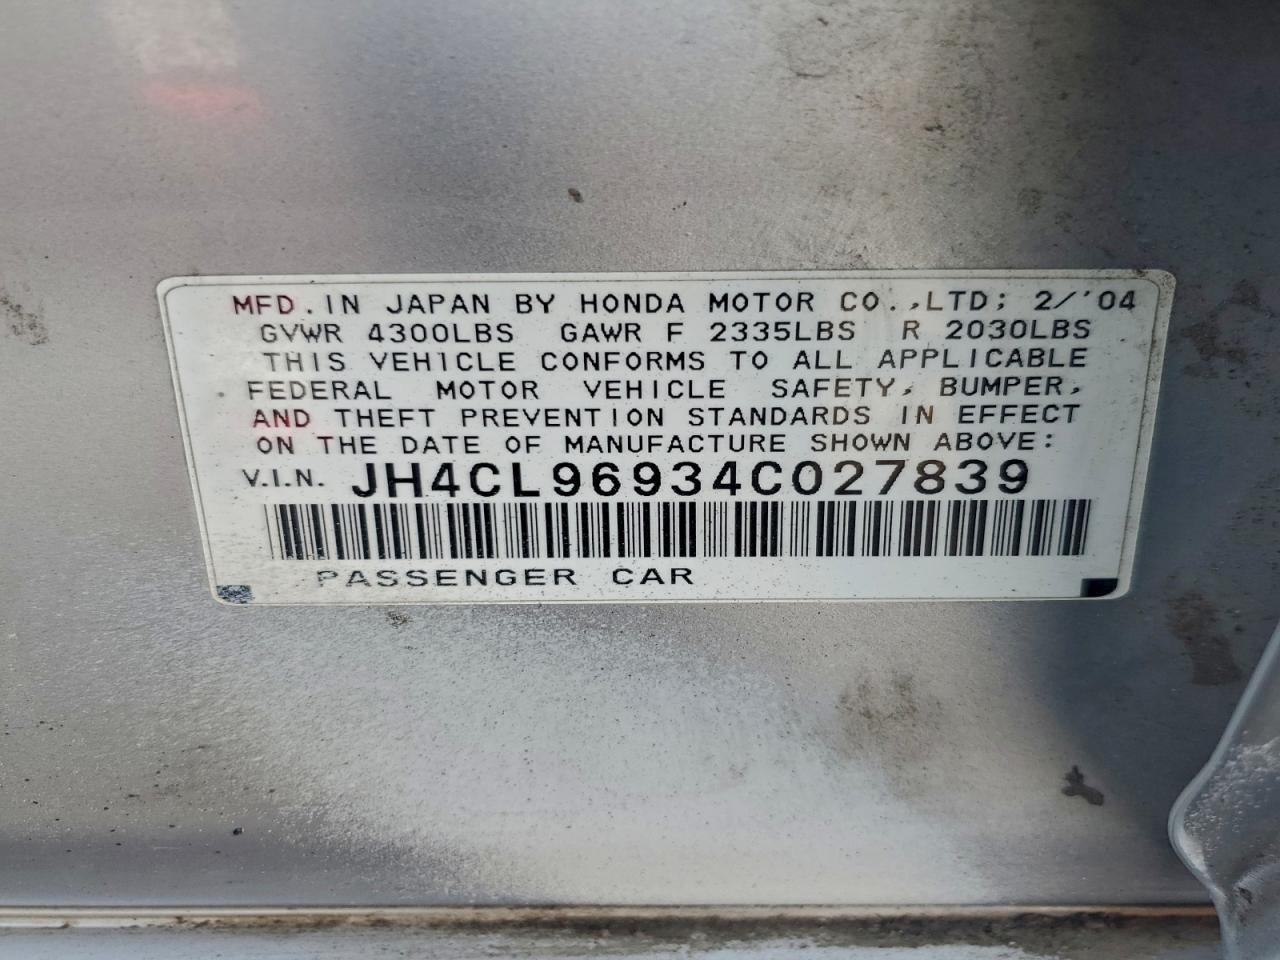 MFD.IN JAPAN BY HONDA MOTOR CO.,LTD; 2/'04
GVWR 4300LBS GAWR F 2335LBS R 2030LBS
THIS VEHICLE CONFORMS TO ALL APPLICABLE
FEDERAL MOTOR VEHICLE SAFETY, BUMPER,
AND THEFT PREVENTION STANDARDS IN EFFECT
ON THE DATE OF MANUFACTURE SHOWN ABOVE:
V.I.N. JH4CL96934C027839
PASSENGER CAR